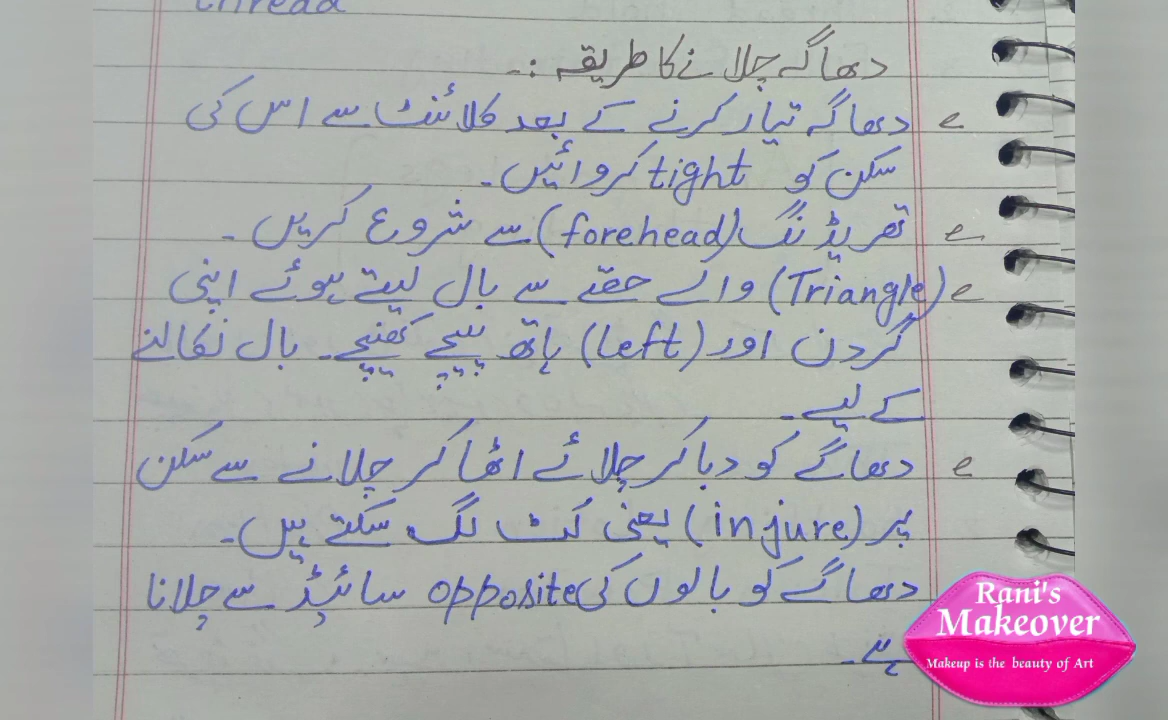 thread
دھاگہ چلانے کا طریقہ :۔
دھاگہ تیار کرنے کے بعد کلائنٹ سے اس کی
سکن کو tight کروائیں۔
تھریڈنگ (forehead) سے شروع کریں ۔
(Triangle) والے حصّے سے بال لیتے ہوئے اپنی
گردن اور (left) ہاتھ پیچے کھنیچے۔ بال نکالنے
کے لیے۔
دھاگے کو دبا کر چلائے اٹھا کر چلانے سے سکن
پر (injure) یعنی کٹ لگ سکتے ہیں۔
دھاگے کو بالوں کی opposite سائیڈ سے چلانا
ہے۔
Rani's
Makeover
Makeup is the beauty of Art